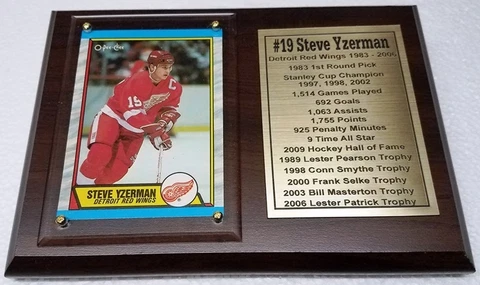 O-Pee-Chee
C
19
STEVE YZERMAN
DETROIT RED WINGS
#19 Steve Yzerman
Detroit Red Wings 1983 - 2006
1983 1st Round Pick
Stanley Cup Champion
1997, 1998, 2002
1,514 Games Played
692 Goals
1,063 Assists
1,755 Points
925 Penalty Minutes
9 Time All Star
2009 Hockey Hall of Fame
1989 Lester Pearson Trophy
1998 Conn Smythe Trophy
2000 Frank Selke Trophy
2003 Bill Masterton Trophy
2006 Lester Patrick Trophy